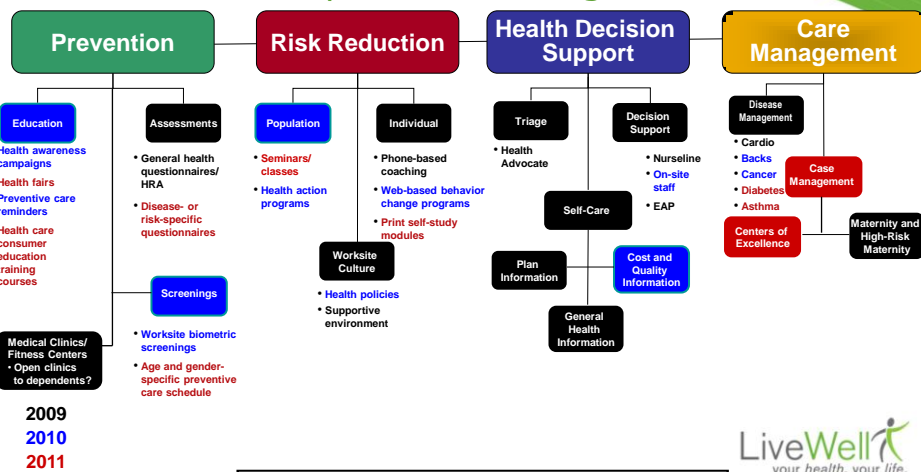 Prevention
Risk Reduction
Health Decision
Support
Care
Management
Education
Health awareness
campaigns
Health fairs
Preventive care
reminders
Health care
consumer
education
training
courses
Assessments
• General health
questionnaires/
HRA
• Disease- or
risk-specific
questionnaires
Screenings
• Worksite biometric
screenings
• Age and gender-
specific preventive
care schedule
Medical Clinics/
Fitness Centers
• Open clinics
to dependents?
Population
• Seminars/
classes
• Health action
programs
Individual
• Phone-based
coaching
• Web-based behavior
change programs
• Print self-study
modules
Worksite
Culture
• Health policies
• Supportive
environment
Triage
• Health
Advocate
Decision
Support
• Nurseline
• On-site
staff
• EAP
Self-Care
Plan
Information
Cost and
Quality
Information
General
Health
Information
Disease
Management
• Cardio
• Backs
• Cancer
• Diabetes
• Asthma
Case
Management
Centers of
Excellence
Maternity and
High-Risk
Maternity
2009
2010
2011
LiveWell
your health, your life.